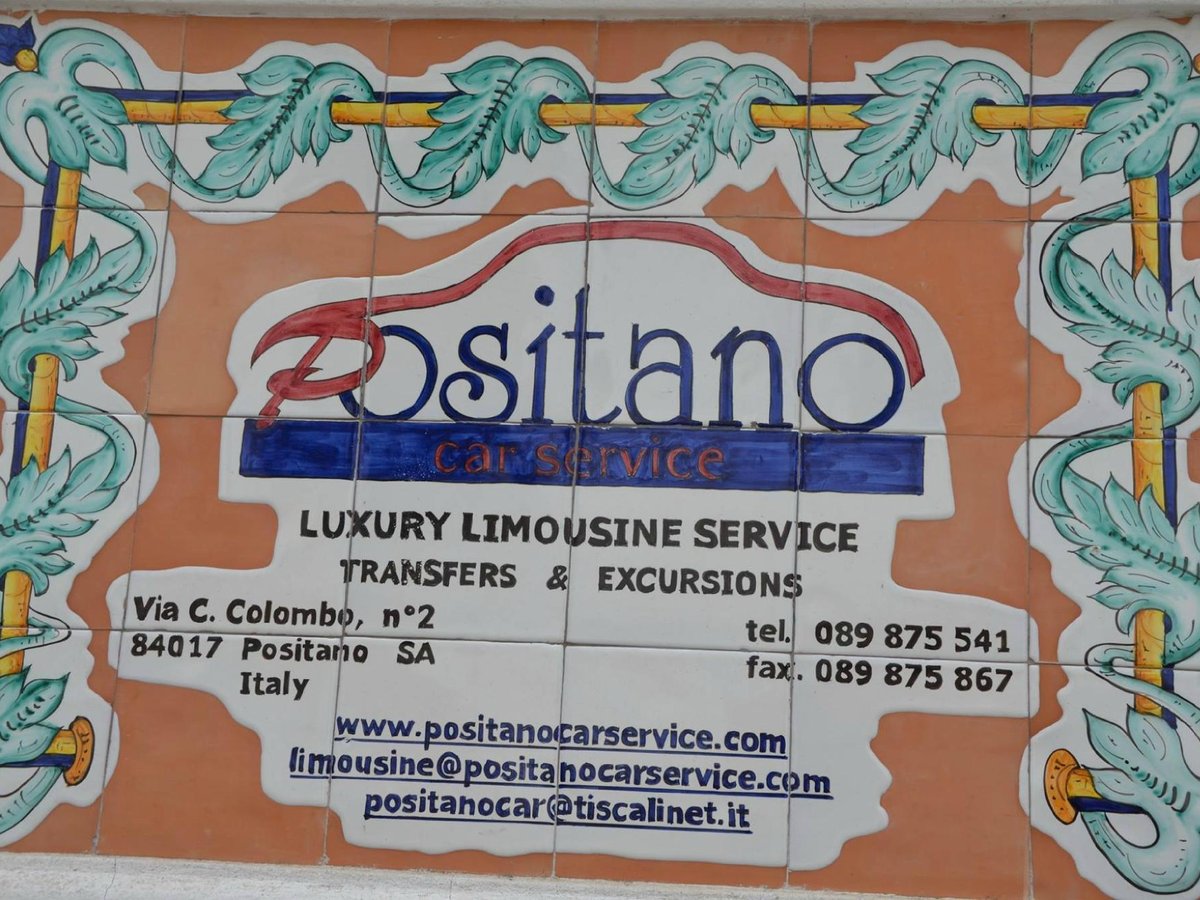 Positano
car service
LUXURY LIMOUSINE SERVICE
TRANSFERS & EXCURSIONS
Via C. Colombo, n°2
84017 Positano SA
Italy
tel. 089 875 541
fax. 089 875 867
www.positanocarservice.com
limousine@positanocarservice.com
positanocar@tiscalinet.it